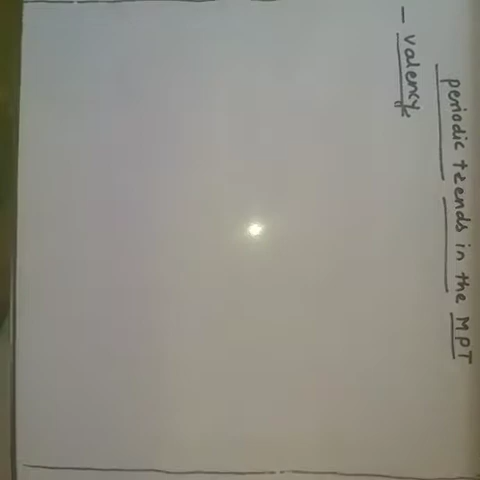 periodic trends in the MPT
- valency